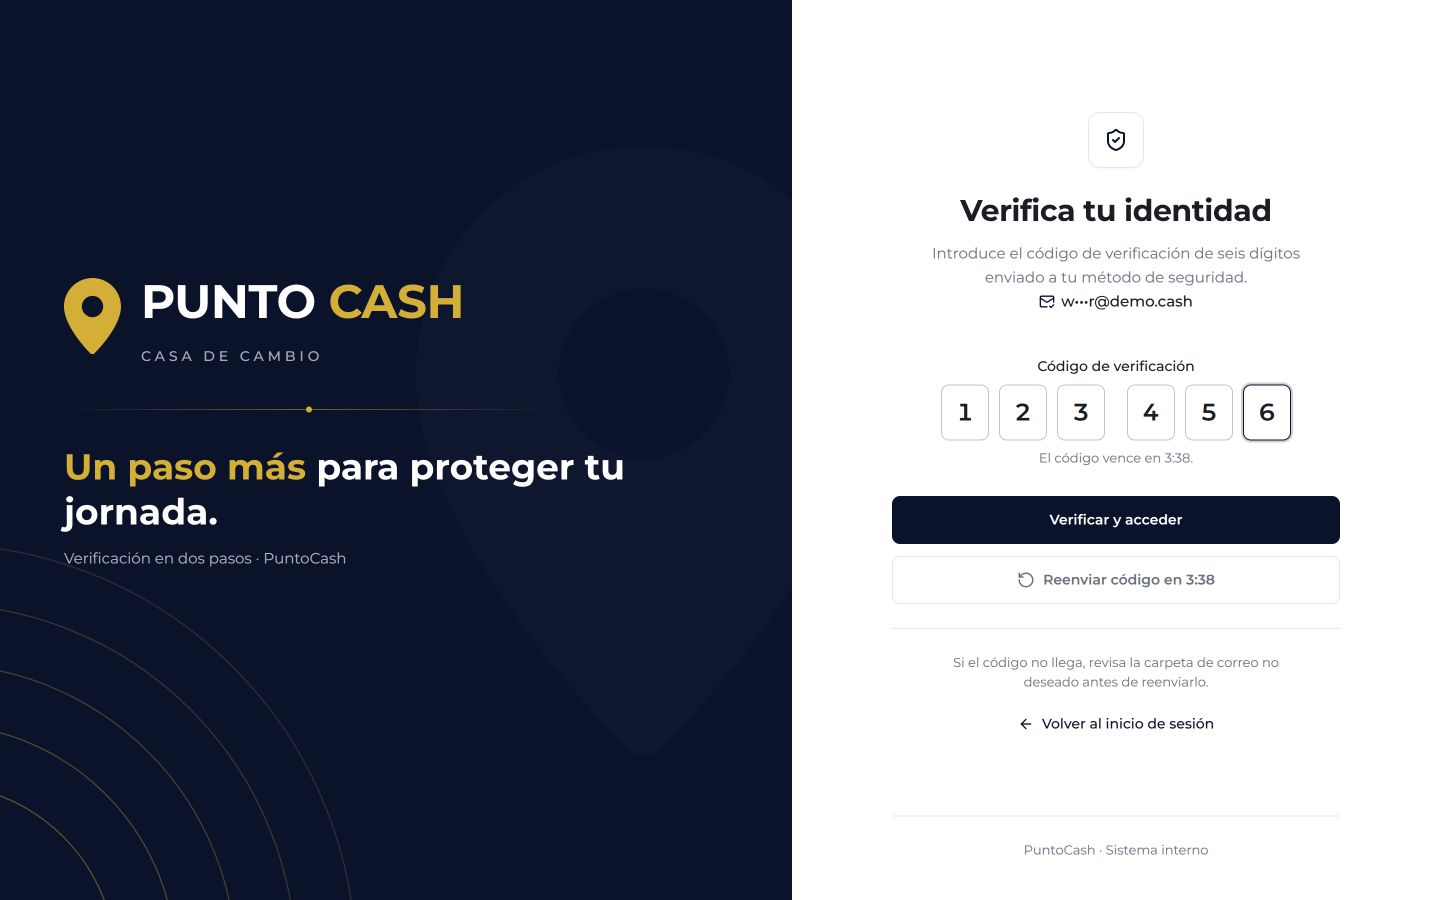 PUNTO CASH
CASA DE CAMBIO
Un paso más para proteger tu
jornada.
Verificación en dos pasos · PuntoCash
Verifica tu identidad
Introduce el código de verificación de seis dígitos
enviado a tu método de seguridad.
w•••r@demo.cash
Código de verificación
1 2 3 4 5 6
El código vence en 3:38.
Verificar y acceder
Reenviar código en 3:38
Si el código no llega, revisa la carpeta de correo no
deseado antes de reenviarlo.
Volver al inicio de sesión
PuntoCash · Sistema interno